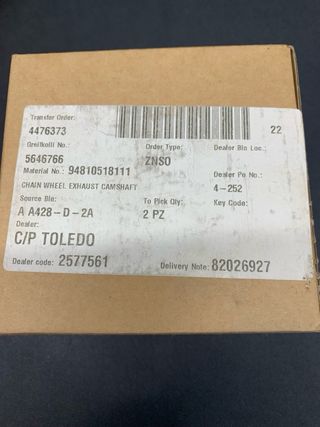 Transfer Order:
4476373
22
Greifkolli No.:
Order Type:
Dealer Bin Loc.:
5646766
ZNSO
Material No.: 94810518111
Dealer Po No.:
CHAIN WHEEL EXHAUST CAMSHAFT
4-252
Source Bin:
To Pick Qty:
Key Code:
A A428-D-2A
2 PZ
Dealer:
C/P TOLEDO
Dealer code: 2577561
Delivery Note: 82026927